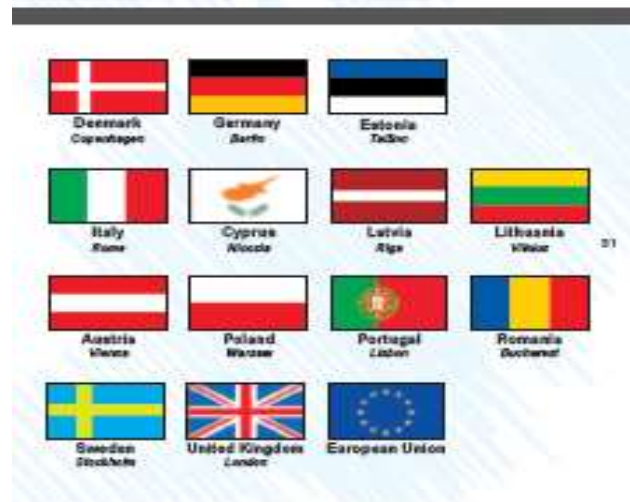 Denmark
Copenhagen
Germany
Berlin
Estonia
Tallinn
Italy
Rome
Cyprus
Nicosia
Latvia
Riga
Lithuania
Vilnius
51
Austria
Vienna
Poland
Warsaw
Portugal
Lisbon
Romania
Bucharest
Sweden
Stockholm
United Kingdom
London
European Union